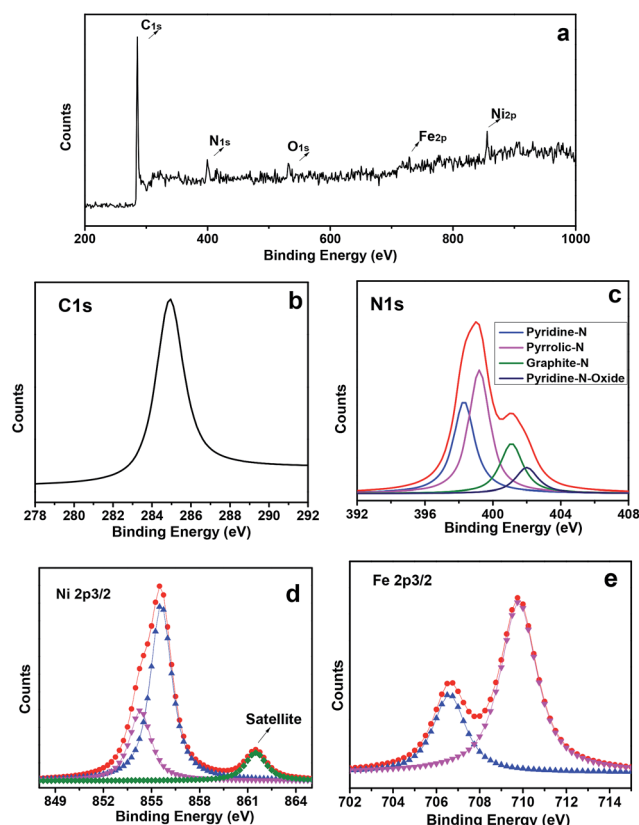 a
C1s
N1s
O1s
Fe2p
Ni2p
Counts
200 400 600 800 1000
Binding Energy (eV)
b
C1s
Counts
278 280 282 284 286 288 290 292
Binding Energy (eV)
c
N1s
Pyridine-N
Pyrrolic-N
Graphite-N
Pyridine-N-Oxide
Counts
392 396 400 404 408
Binding Energy (eV)
d
Ni 2p3/2
Satellite
Counts
849 852 855 858 861 864
Binding Energy (eV)
e
Fe 2p3/2
Counts
702 704 706 708 710 712 714
Binding Energy (eV)